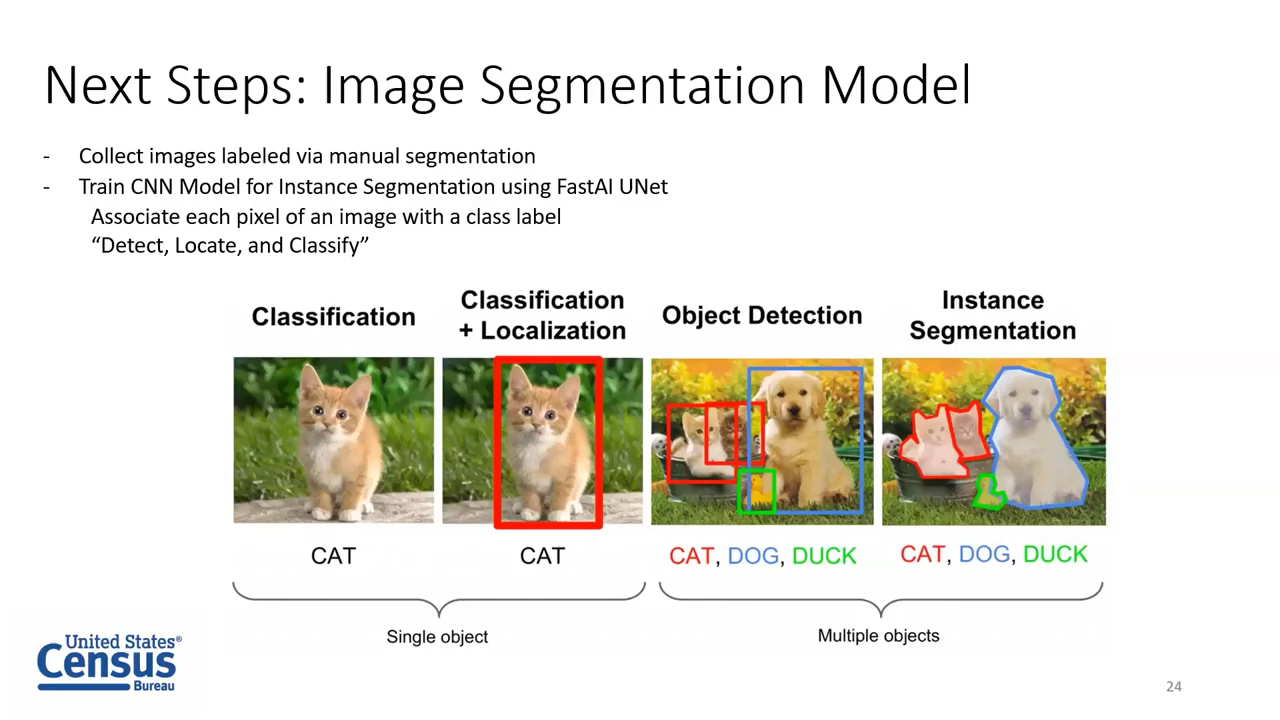 Next Steps: Image Segmentation Model
- Collect images labeled via manual segmentation
- Train CNN Model for Instance Segmentation using FastAI UNet
Associate each pixel of an image with a class label
“Detect, Locate, and Classify”
Classification
Classification
+ Localization
Object Detection
Instance
Segmentation
CAT
CAT
CAT, DOG, DUCK
CAT, DOG, DUCK
Single object
Multiple objects
United States®
Census
Bureau
24